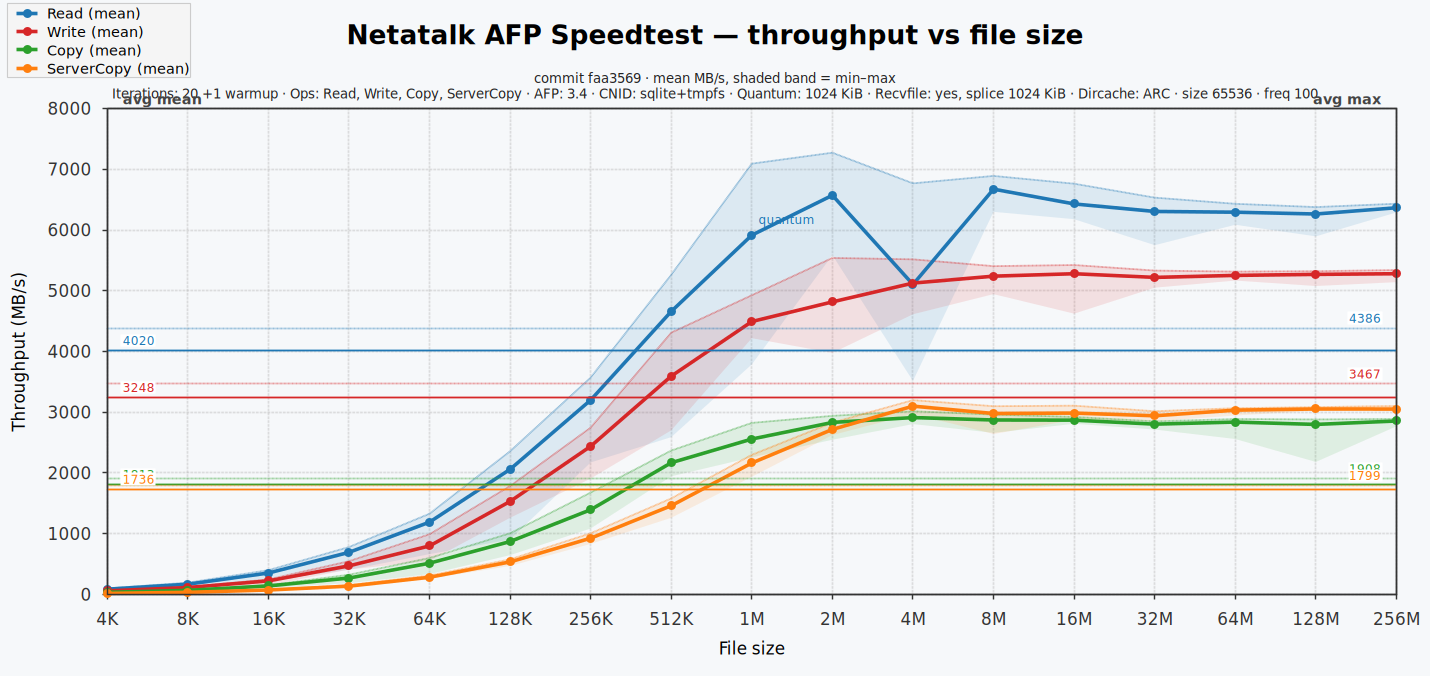 Read (mean)
Write (mean)
Copy (mean)
ServerCopy (mean)
Netatalk AFP Speedtest — throughput vs file size
commit faa3569 · mean MB/s, shaded band = min–max
Iterations: 20 +1 warmup · Ops: Read, Write, Copy, ServerCopy · AFP: 3.4 · CNID: sqlite+tmpfs · Quantum: 1024 KiB · Recvfile: yes, splice 1024 KiB · Dircache: ARC · size 65536 · freq 100
avg mean
avg max
8000
7000
6000
5000
4000
3000
2000
1000
0
Throughput (MB/s)
quantum
4020
4386
3248
3467
1908
1736
1799
4K 8K 16K 32K 64K 128K 256K 512K 1M 2M 4M 8M 16M 32M 64M 128M 256M
File size